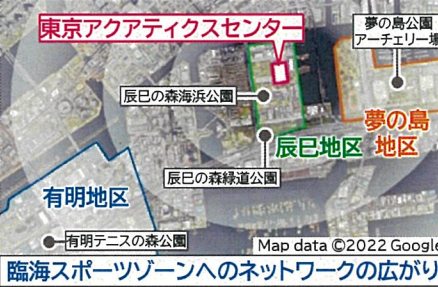 東京アクアティクスセンター
夢の島公園
アーチェリー場
辰巳の森海浜公園
夢の島
地区
辰巳地区
辰巳の森緑道公園
有明地区
有明テニスの森公園
Map data ©2022 Google
臨海スポーツゾーンへのネットワークの広がり